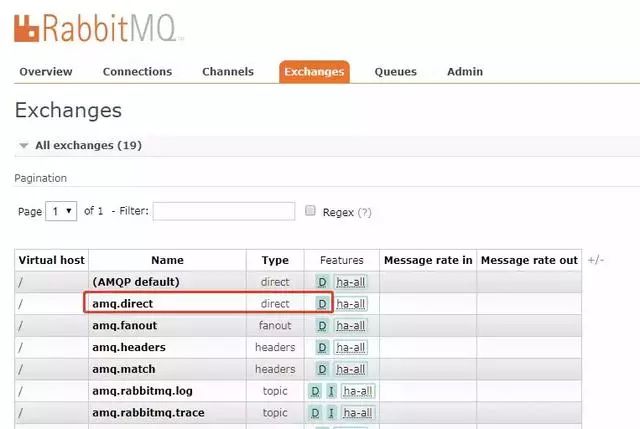 RabbitMQ
Overview Connections Channels Exchanges Queues Admin
Exchanges
All exchanges (19)
Pagination
Page 1 of 1 - Filter: Regex (?)
Virtual host Name Type Features Message rate in Message rate out +/-
/ (AMQP default) direct D ha-all
/ amq.direct direct D ha-all
/ amq.fanout fanout D ha-all
/ amq.headers headers D ha-all
/ amq.match headers D ha-all
/ amq.rabbitmq.log topic D I ha-all
/ amq.rabbitmq.trace topic D I ha-all